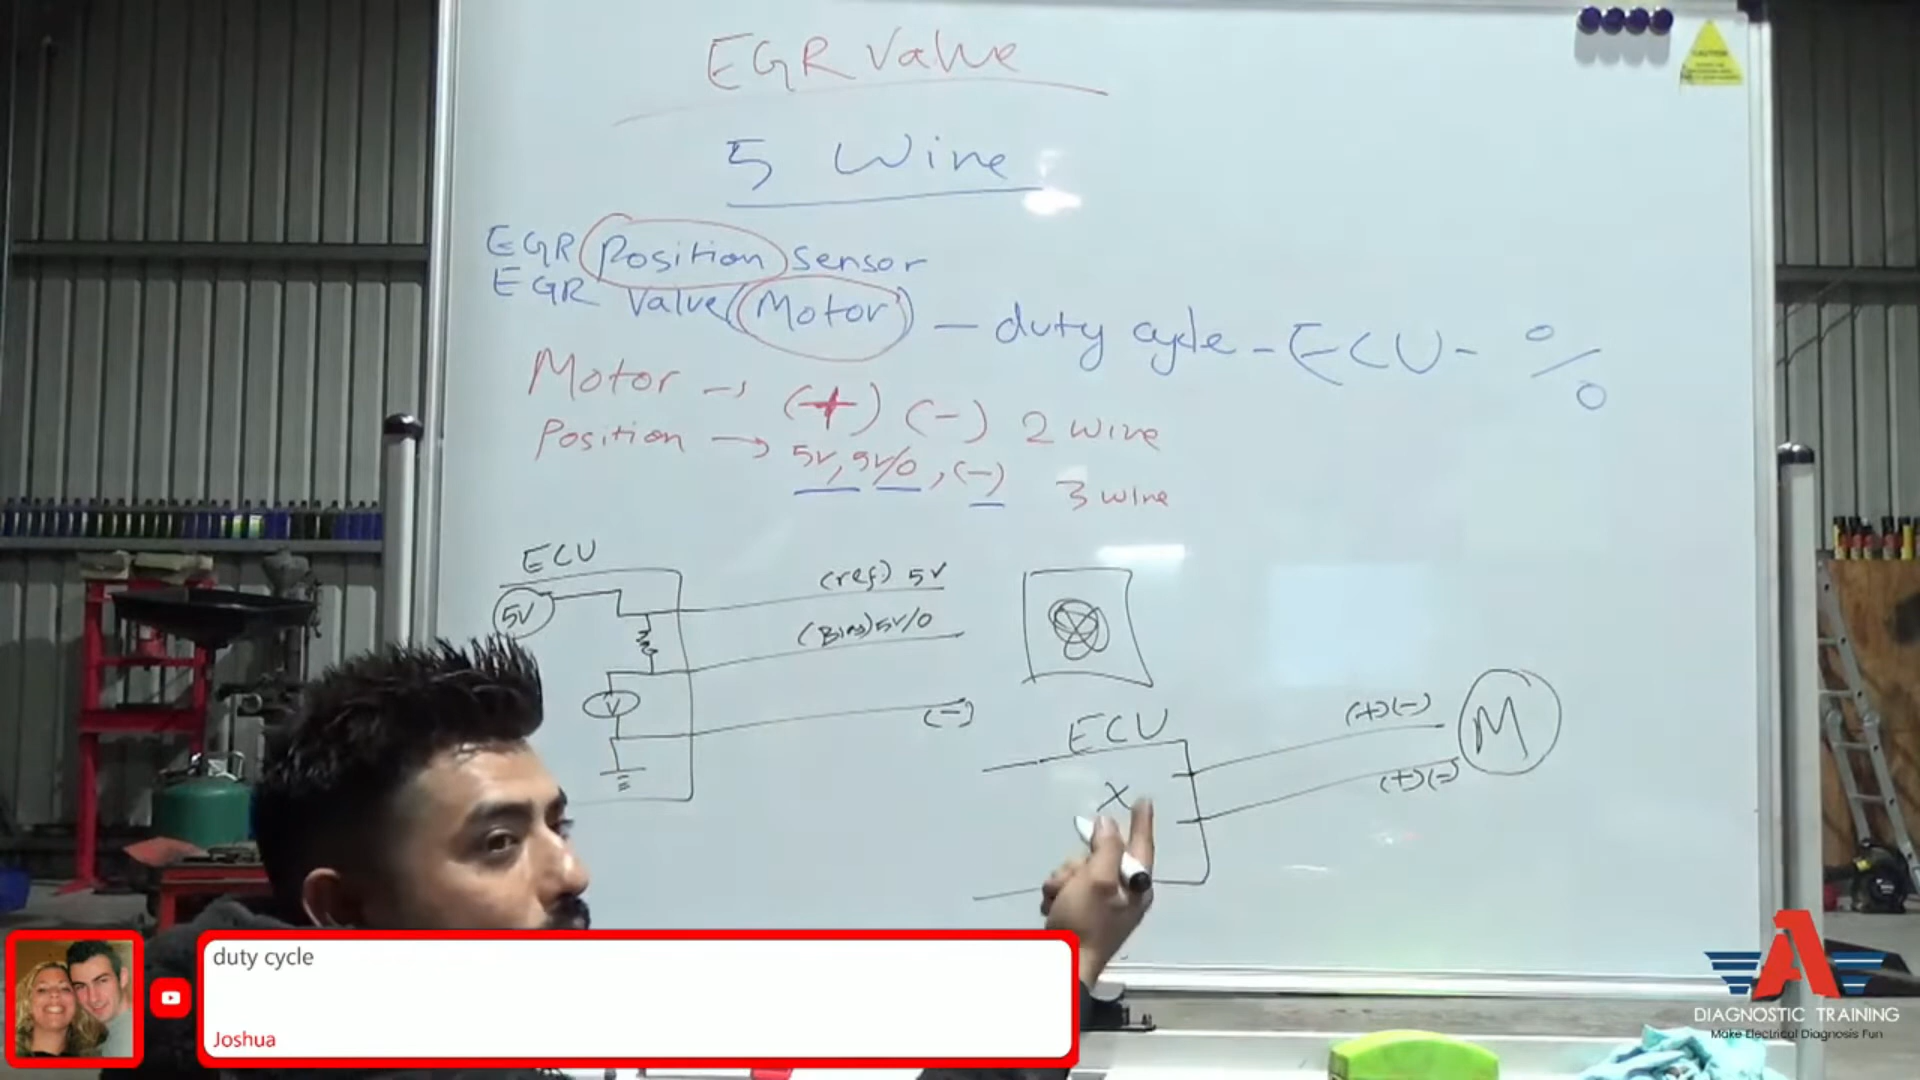 EGR Valve
5 Wire
EGR Position Sensor
EGR Valve (Motor) - duty cycle - ECU - %
Motor → (+) (-) 2 wire
Position → 5V, 5V/0, (-) 3 wire
ECU
(ref) 5V
5V
(Bias) 5V/0
V
(-)
ECU
(+)(-)
M
(+)(-)
X
CAUTION
duty cycle
Joshua
A
DIAGNOSTIC TRAINING
Make Electrical Diagnosis Fun